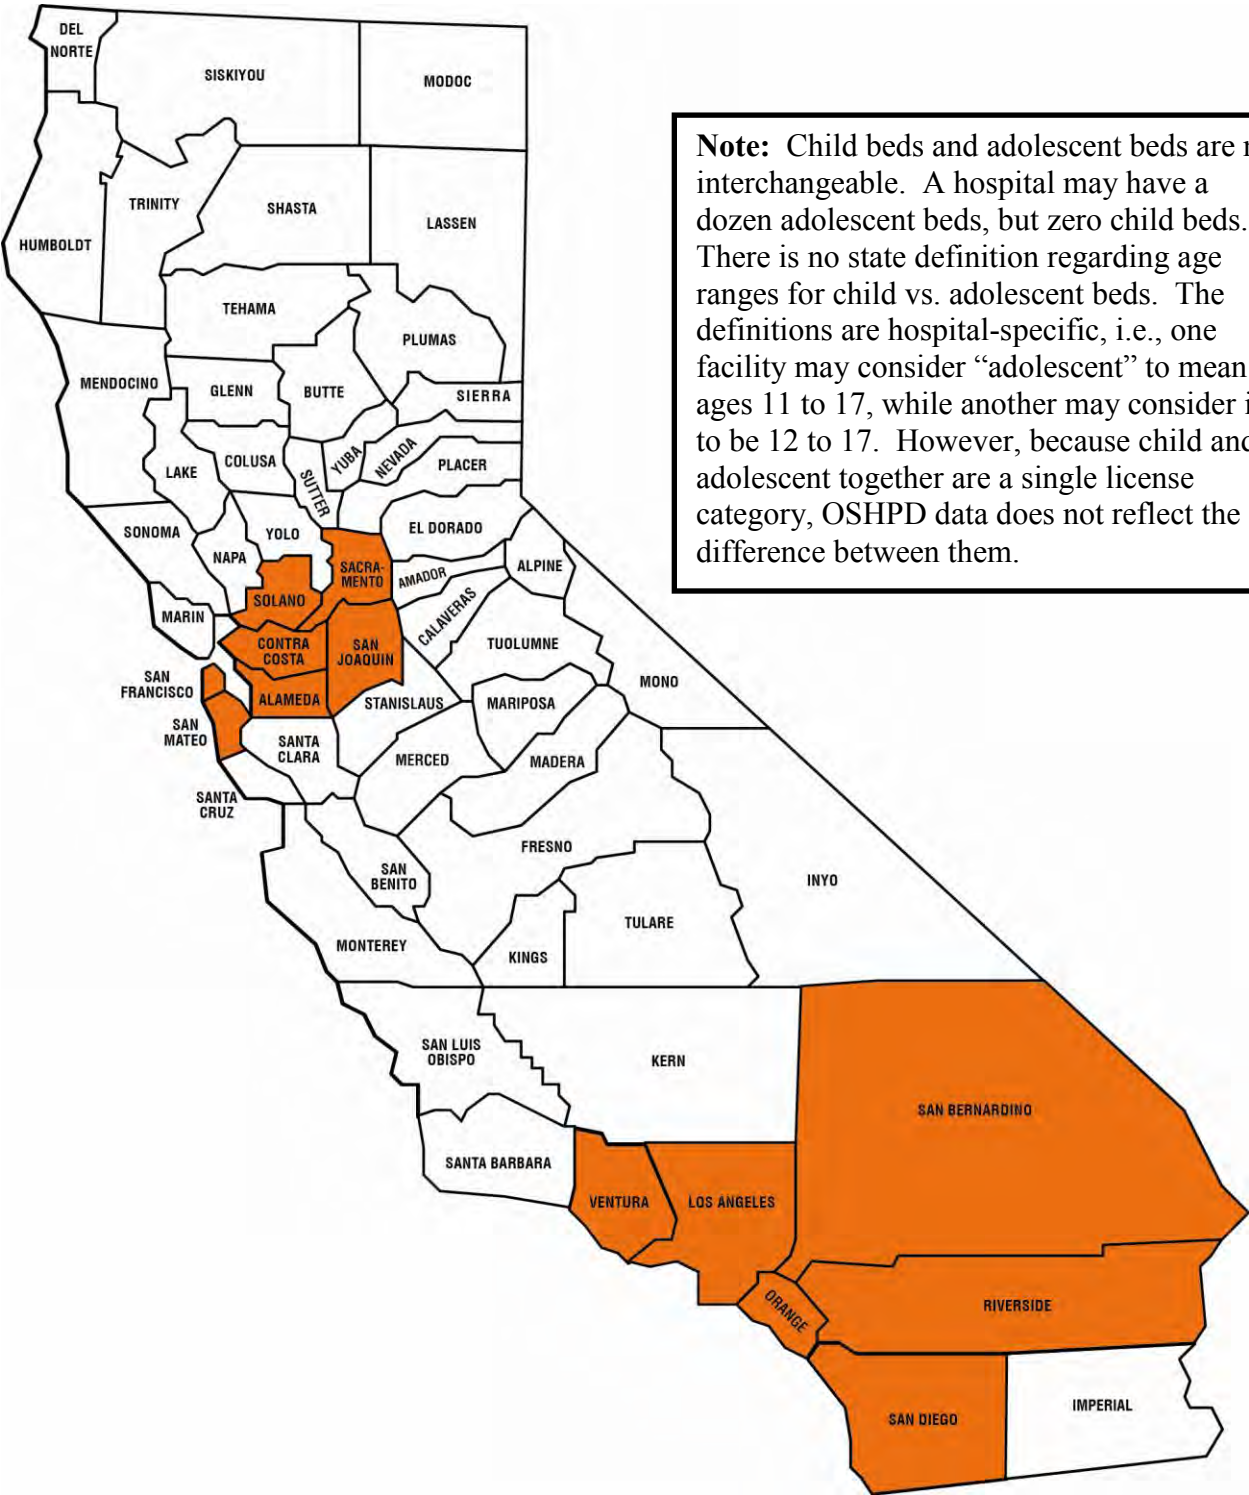 DEL
NORTE
SISKIYOU
MODOC
HUMBOLDT
TRINITY
SHASTA
LASSEN
Note: Child beds and adolescent beds are
interchangeable. A hospital may have a
dozen adolescent beds, but zero child beds.
There is no state definition regarding age
ranges for child vs. adolescent beds. The
definitions are hospital-specific, i.e., one
facility may consider “adolescent” to mean
ages 11 to 17, while another may consider
to be 12 to 17. However, because child and
adolescent together are a single license
category, OSHPD data does not reflect the
difference between them.
TEHAMA
PLUMAS
MENDOCINO
GLENN
BUTTE
SIERRA
LAKE
COLUSA
SUTTER
YUBA
NEVADA
PLACER
SONOMA
NAPA
YOLO
EL DORADO
SACRA-
MENTO
AMADOR
ALPINE
MARIN
SOLANO
CALAVERAS
CONTRA
COSTA
SAN
JOAQUIN
TUOLUMNE
MONO
SAN
FRANCISCO
ALAMEDA
STANISLAUS
MARIPOSA
SAN
MATEO
SANTA
CLARA
MERCED
MADERA
SANTA
CRUZ
FRESNO
SAN
BENITO
INYO
TULARE
MONTEREY
KINGS
SAN LUIS
OBISPO
KERN
SAN BERNARDINO
SANTA BARBARA
VENTURA
LOS ANGELES
ORANGE
RIVERSIDE
SAN DIEGO
IMPERIAL